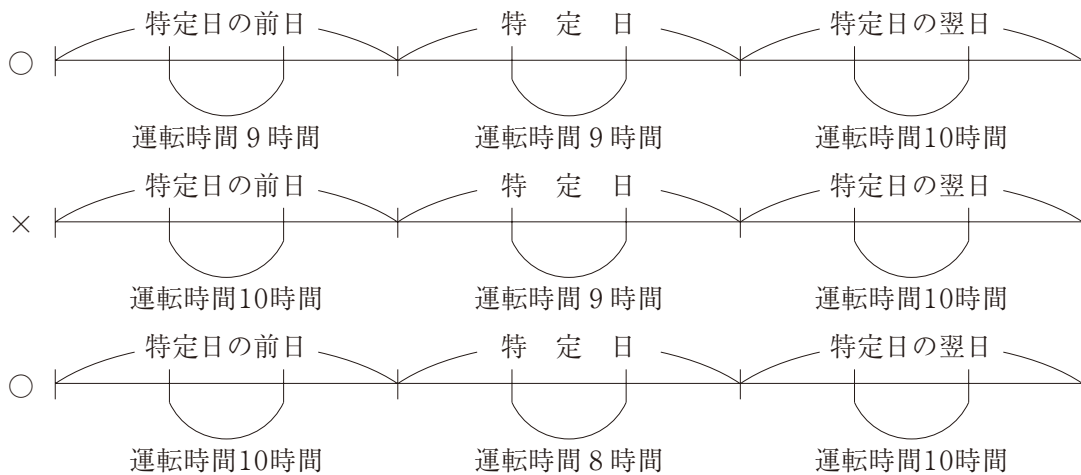 特定日の前日 特　定　日 特定日の翌日
○
運転時間９時間 運転時間９時間 運転時間10時間
特定日の前日 特　定　日 特定日の翌日
×
運転時間10時間 運転時間９時間 運転時間10時間
特定日の前日 特　定　日 特定日の翌日
○
運転時間10時間 運転時間８時間 運転時間10時間